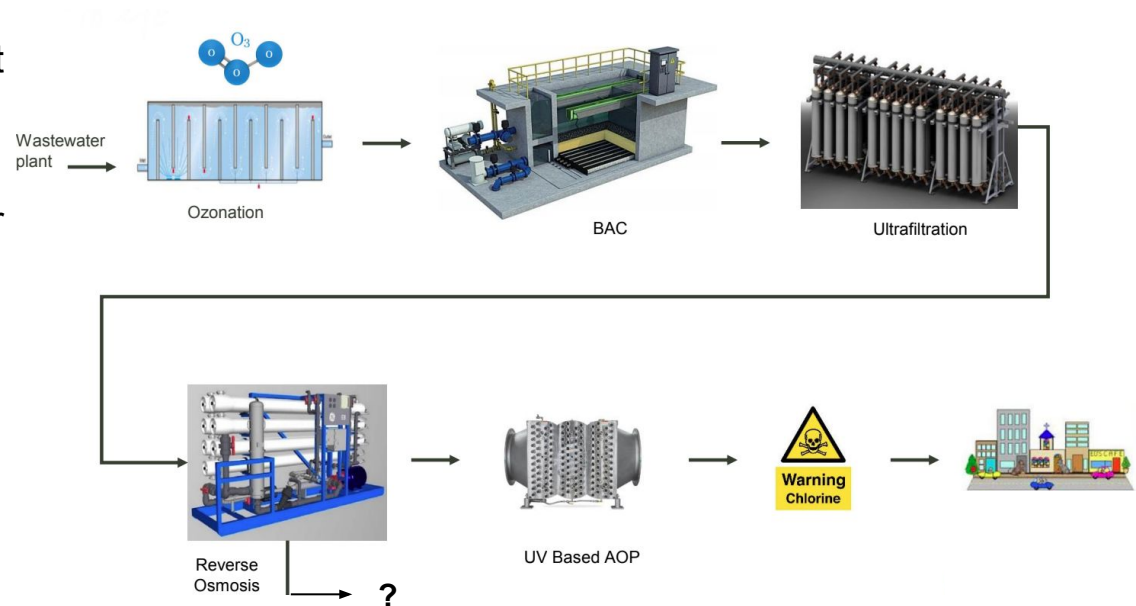 O₃
O
O
O
t
Wastewater
plant
Ozonation
BAC
Ultrafiltration
Warning
Chlorine
Reverse
Osmosis
UV Based AOP
?